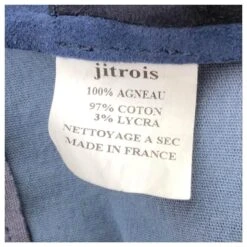 jitrois
100% AGNEAU
97% COTON
3% LYCRA
NETTOYAGE A SEC
MADE IN FRANCE